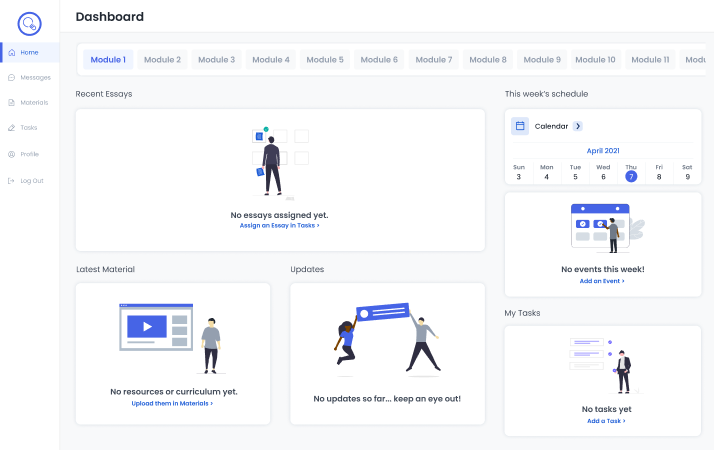 Dashboard
Home
Messages
Materials
Tasks
Profile
Log Out
Module 1 Module 2 Module 3 Module 4 Module 5 Module 6 Module 7 Module 8 Module 9 Module 10 Module 11
Recent Essays
No essays assigned yet.
Assign an Essay in Tasks >
Latest Material
No resources or curriculum yet.
Upload them in Materials >
Updates
No updates so far... keep an eye out!
This week's schedule
Calendar >
April 2021
Sun Mon Tue Wed Thu Fri Sat
3 4 5 6 7 8 9
No events this week!
Add an Event >
My Tasks
No tasks yet
Add a Task >